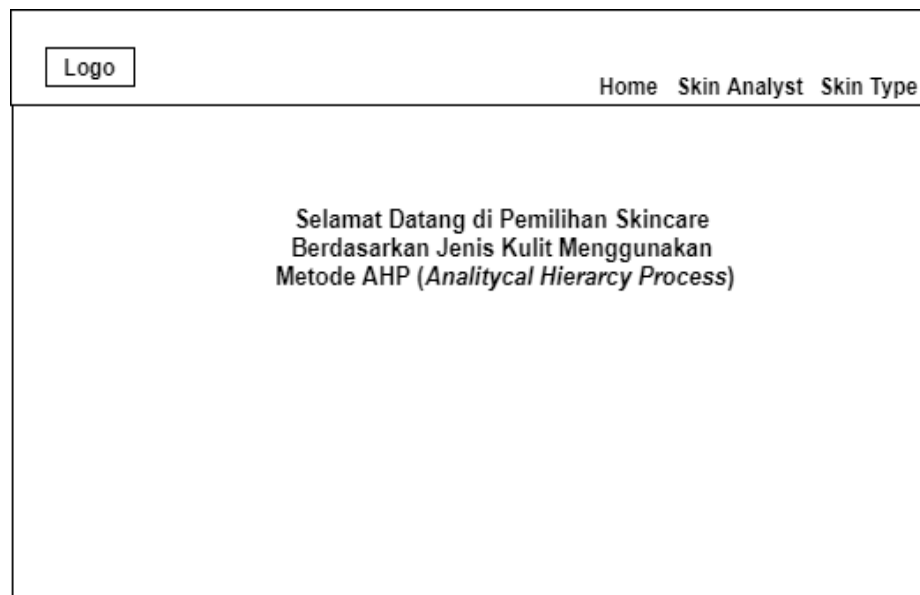 Logo
Home Skin Analyst Skin Type
Selamat Datang di Pemilihan Skincare
Berdasarkan Jenis Kulit Menggunakan
Metode AHP (Analitycal Hierarcy Process)